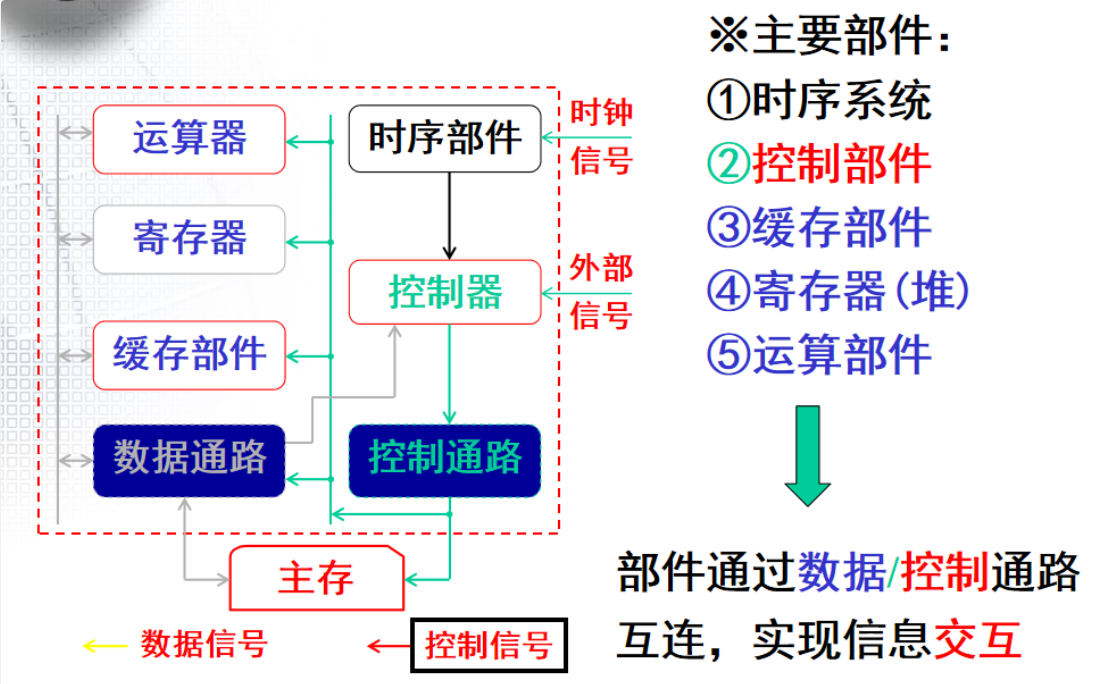 ※主要部件：
①时序系统
②控制部件
③缓存部件
④寄存器(堆)
⑤运算部件
部件通过数据/控制通路
互连，实现信息交互
运算器
时序部件
时钟
信号
寄存器
控制器
外部
信号
缓存部件
数据通路
控制通路
主存
数据信号
控制信号